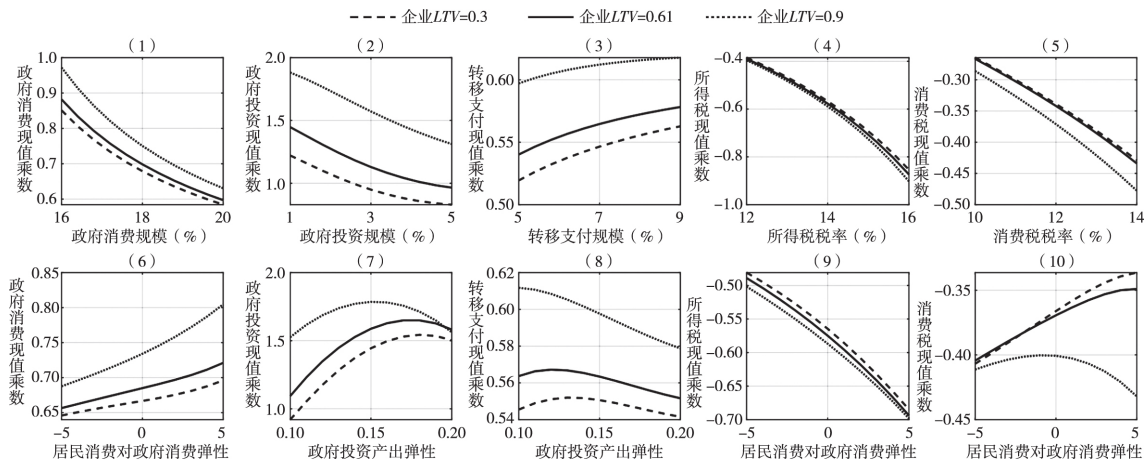 企业LTV=0.3 企业LTV=0.61 企业LTV=0.9
（1） （2） （3） （4） （5）
政府消费现值乘数
1.0
0.9
0.8
0.7
0.6
16 18 20
政府消费规模（%）
政府投资现值乘数
2.0
1.5
1.0
1 3 5
政府投资规模（%）
转移支付现值乘数
0.60
0.55
0.50
5 7 9
转移支付规模（%）
所得税现值乘数
−0.4
−0.6
−0.8
−1.0
12 14 16
所得税税率（%）
消费税现值乘数
−0.30
−0.35
−0.40
−0.45
−0.50
10 12 14
消费税税率（%）
（6） （7） （8） （9） （10）
政府消费现值乘数
0.85
0.80
0.75
0.70
0.65
−5 0 5
居民消费对政府消费弹性
政府投资现值乘数
2.0
1.5
1.0
0.10 0.15 0.20
政府投资产出弹性
转移支付现值乘数
0.62
0.60
0.58
0.56
0.54
0.10 0.15 0.20
政府投资产出弹性
所得税现值乘数
−0.50
−0.55
−0.60
−0.65
−0.70
−5 0 5
居民消费对政府消费弹性
消费税现值乘数
−0.35
−0.40
−0.45
−5 0 5
居民消费对政府消费弹性